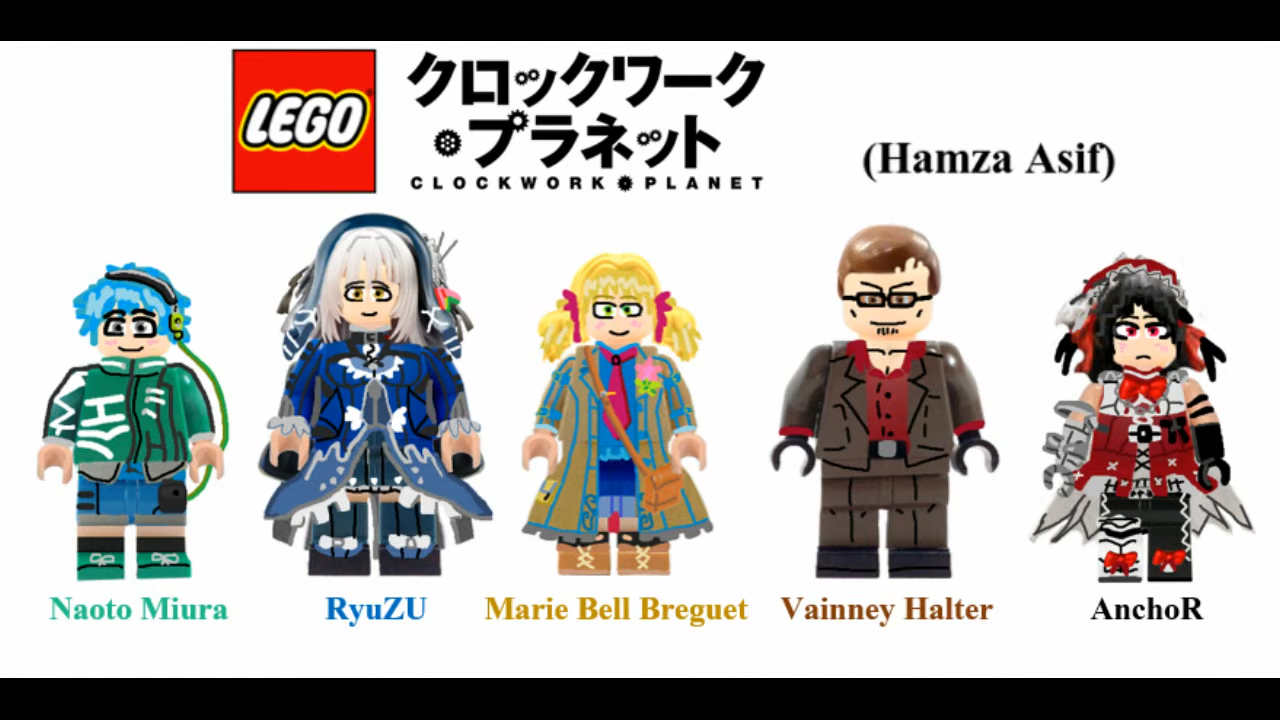 LEGO
クロックワーク
プラネット
CLOCKWORK PLANET
(Hamza Asif)
Naoto Miura
RyuZU
Marie Bell Breguet
Vainney Halter
AnchoR